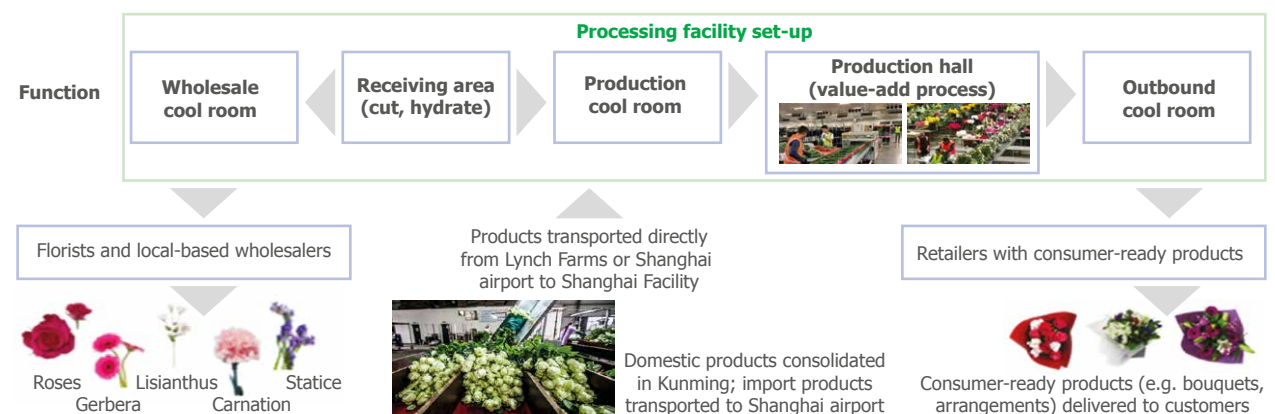 Processing facility set-up
Function
Wholesale
cool room
Receiving area
(cut, hydrate)
Production
cool room
Production hall
(value-add process)
Outbound
cool room
Florists and local-based wholesalers
Products transported directly
from Lynch Farms or Shanghai
airport to Shanghai Facility
Retailers with consumer-ready products
Roses
Lisianthus
Statice
Gerbera
Carnation
Domestic products consolidated
in Kunming; import products
transported to Shanghai airport
Consumer-ready products (e.g. bouquets,
arrangements) delivered to customers